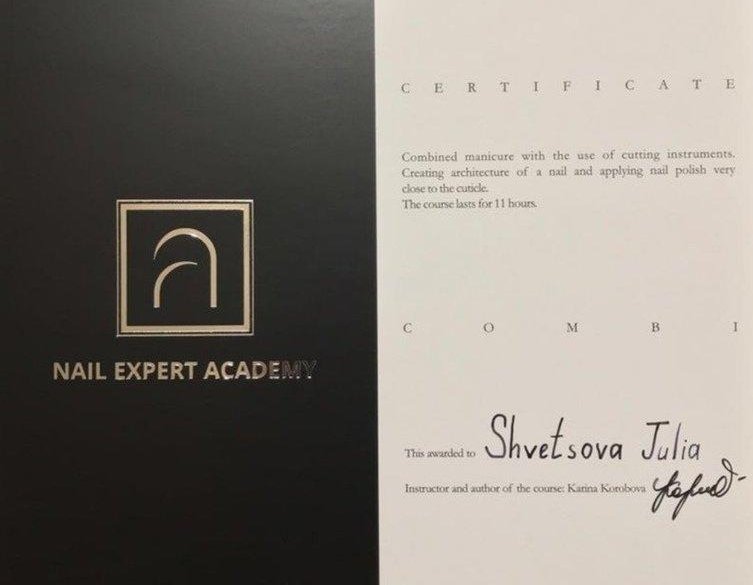 NAIL EXPERT ACADEMY
CERTIFICATE
Combined manicure with the use of cutting instruments.
Creating architecture of a nail and applying nail polish very
close to the cuticle.
The course lasts for 11 hours.
COMBI
This awarded to Shvetsova Julia
Instructor and author of the course: Karina Korobova